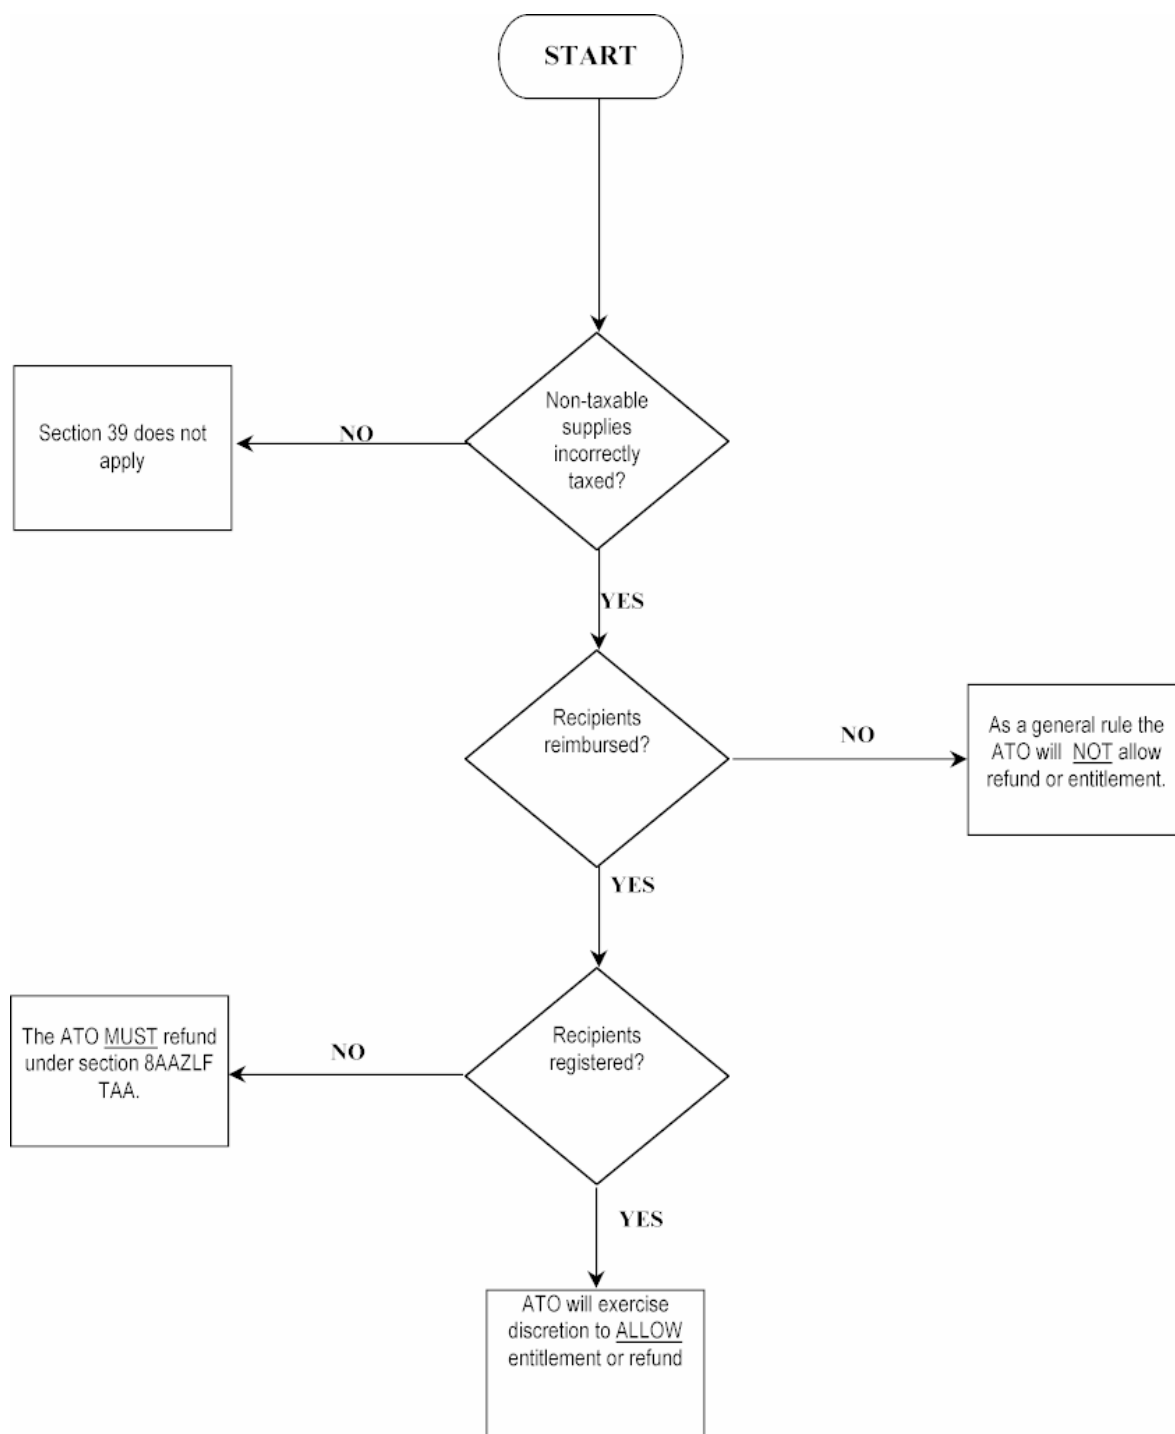 START
Non-taxable
supplies
incorrectly
taxed?
NO
Section 39 does not
apply
YES
Recipients
reimbursed?
NO
As a general rule the
ATO will NOT allow
refund or entitlement.
YES
Recipients
registered?
NO
The ATO MUST refund
under section 8AAZLF
TAA.
YES
ATO will exercise
discretion to ALLOW
entitlement or refund